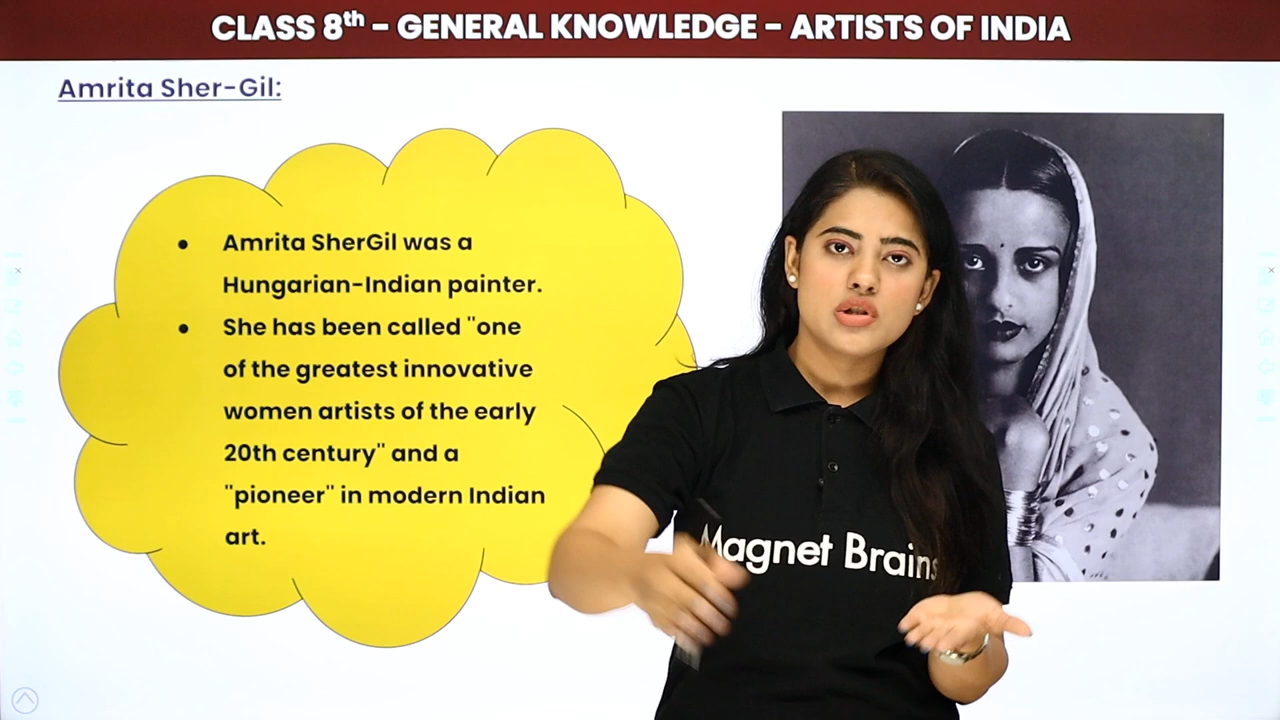 CLASS 8th - GENERAL KNOWLEDGE - ARTISTS OF INDIA
Amrita Sher-Gil:
• Amrita SherGil was a
Hungarian-Indian painter.
• She has been called "one
of the greatest innovative
women artists of the early
20th century" and a
"pioneer" in modern Indian
art.
Magnet Brains